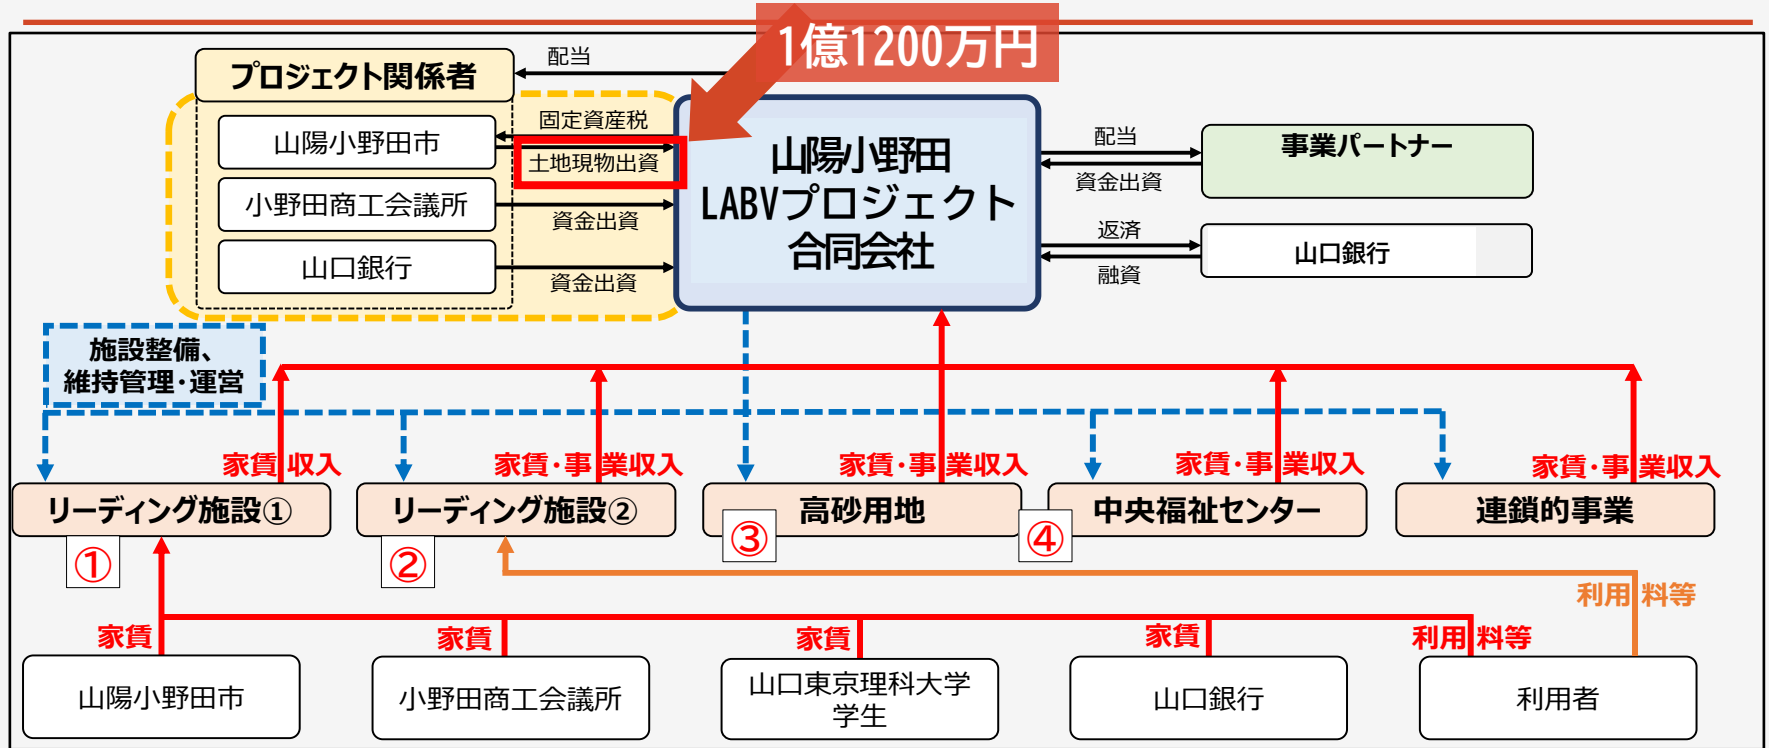 1億1200万円
プロジェクト関係者
配当
山陽小野田市
固定資産税
土地現物出資
小野田商工会議所
資金出資
山口銀行
資金出資
山陽小野田
LABVプロジェクト
合同会社
配当
資金出資
事業パートナー
返済
融資
山口銀行
施設整備、
維持管理・運営
家賃収入
家賃・事業収入
家賃・事業収入
家賃・事業収入
家賃・事業収入
リーディング施設①
リーディング施設②
高砂用地
中央福祉センター
連鎖的事業
①
②
③
④
利用料等
家賃
家賃
家賃
家賃
利用料等
山陽小野田市
小野田商工会議所
山口東京理科大学
学生
山口銀行
利用者